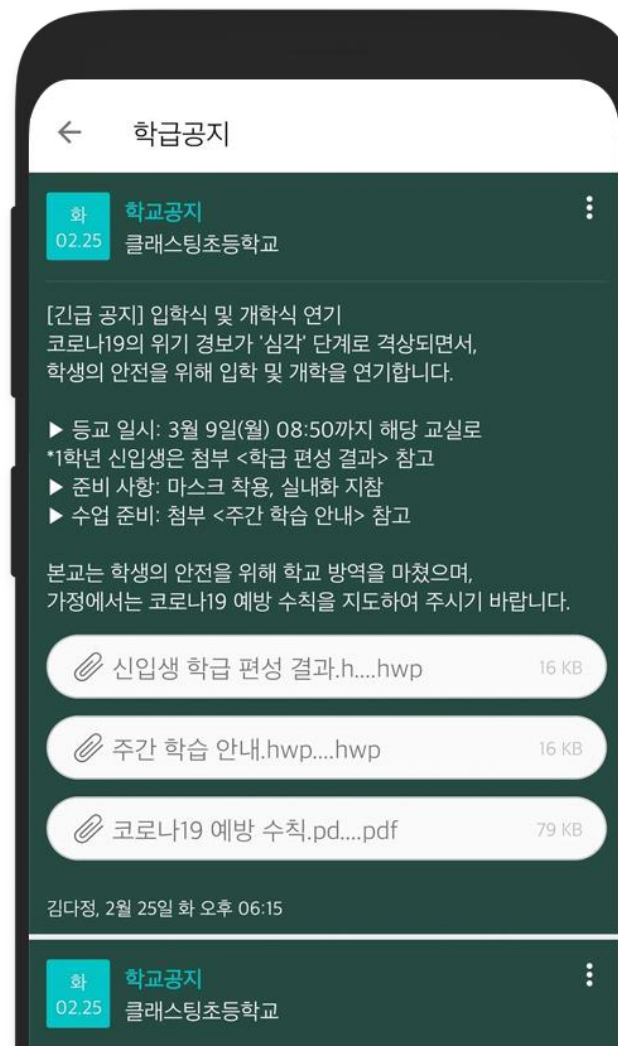 학급공지
화
02.25
학교공지
클래스팅초등학교
[긴급 공지] 입학식 및 개학식 연기
코로나19의 위기 경보가 '심각' 단계로 격상되면서,
학생의 안전을 위해 입학 및 개학을 연기합니다.
▶ 등교 일시: 3월 9일(월) 08:50까지 해당 교실로
*1학년 신입생은 첨부 <학급 편성 결과> 참고
▶ 준비 사항: 마스크 착용, 실내화 지참
▶ 수업 준비: 첨부 <주간 학습 안내> 참고
본교는 학생의 안전을 위해 학교 방역을 마쳤으며,
가정에서는 코로나19 예방 수칙을 지도하여 주시기 바랍니다.
신입생 학급 편성 결과.h....hwp 16 KB
주간 학습 안내.hwp....hwp 16 KB
코로나19 예방 수칙.pd....pdf 79 KB
김다정, 2월 25일 화 오후 06:15
화
02.25
학교공지
클래스팅초등학교